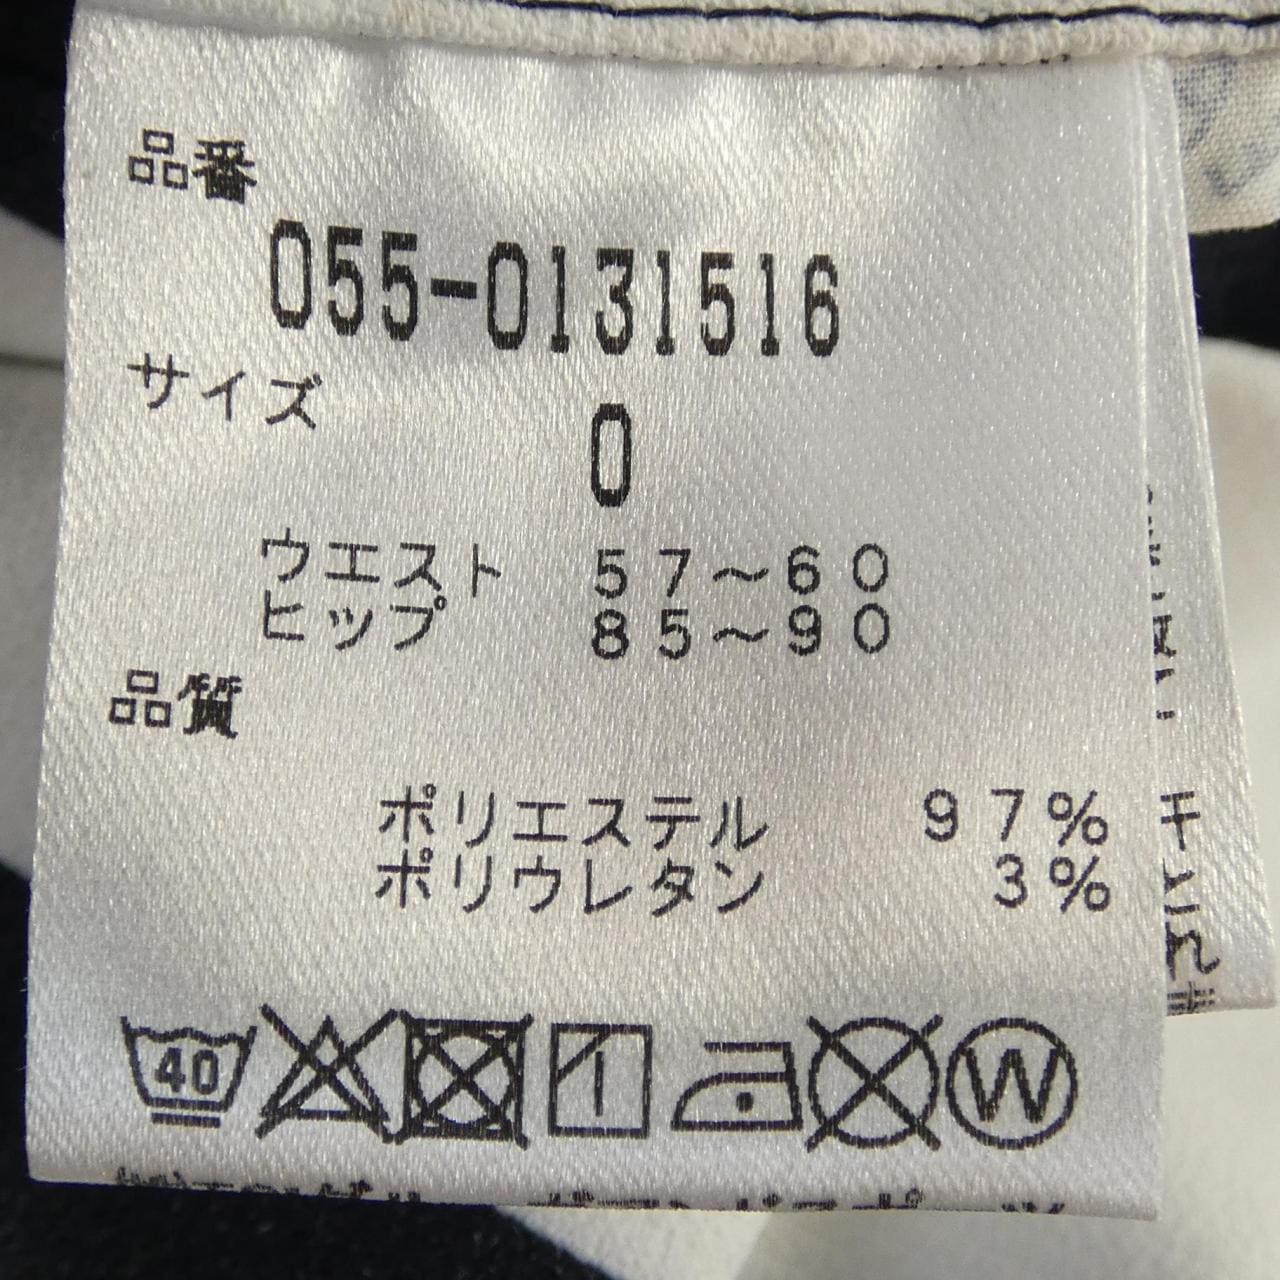 品番
055-0131516
サイズ
0
ウエスト 57～60
ヒップ 85～90
品質
ポリエステル 97%
ポリウレタン 3%
40
W